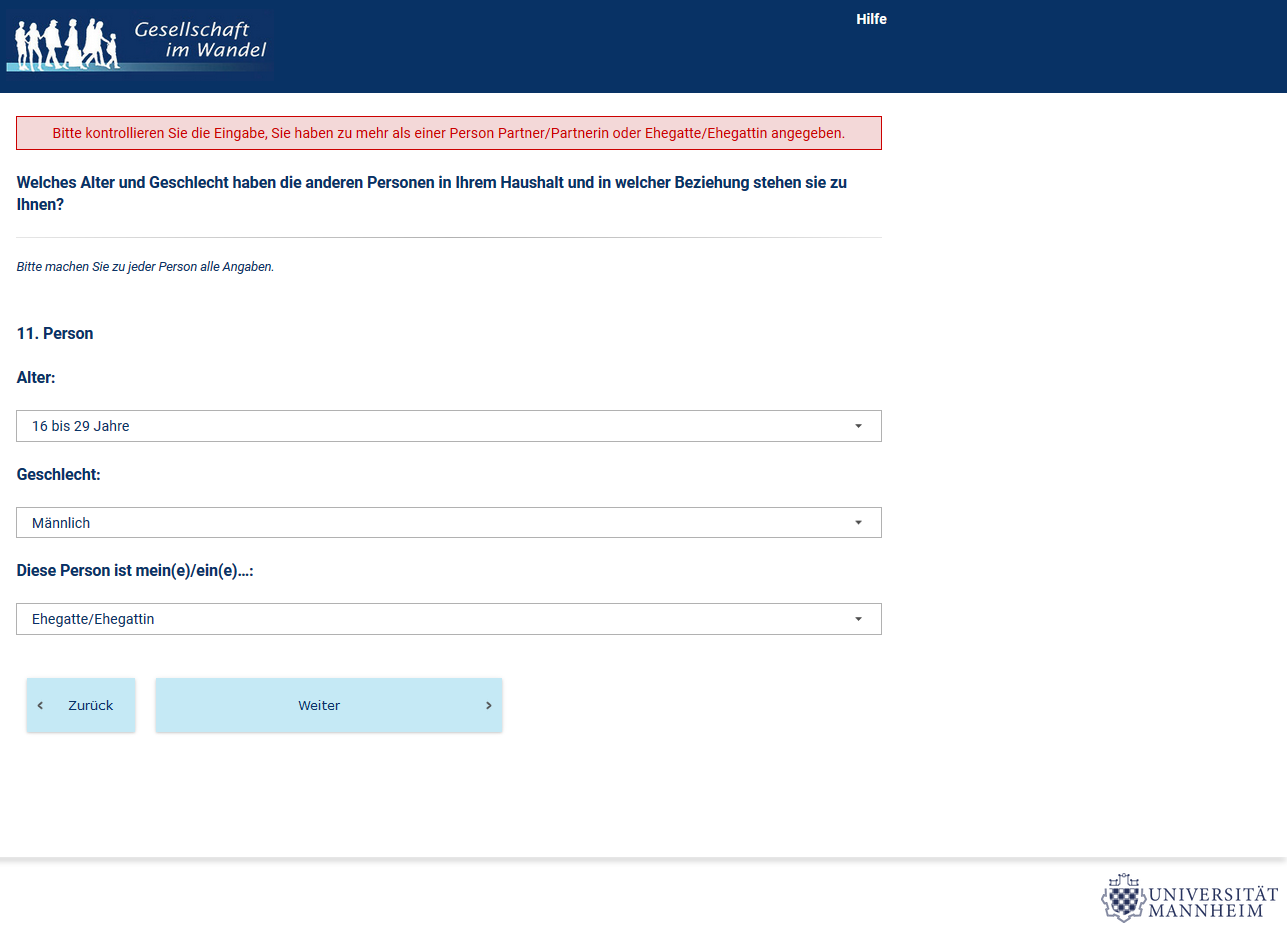 Gesellschaft
im Wandel
Hilfe
Bitte kontrollieren Sie die Eingabe, Sie haben zu mehr als einer Person Partner/Partnerin oder Ehegatte/Ehegattin angegeben.
Welches Alter und Geschlecht haben die anderen Personen in Ihrem Haushalt und in welcher Beziehung stehen sie zu
Ihnen?
Bitte machen Sie zu jeder Person alle Angaben.
11. Person
Alter:
16 bis 29 Jahre
Geschlecht:
Männlich
Diese Person ist mein(e)/ein(e)...:
Ehegatte/Ehegattin
Zurück
Weiter
UNIVERSITÄT
MANNHEIM